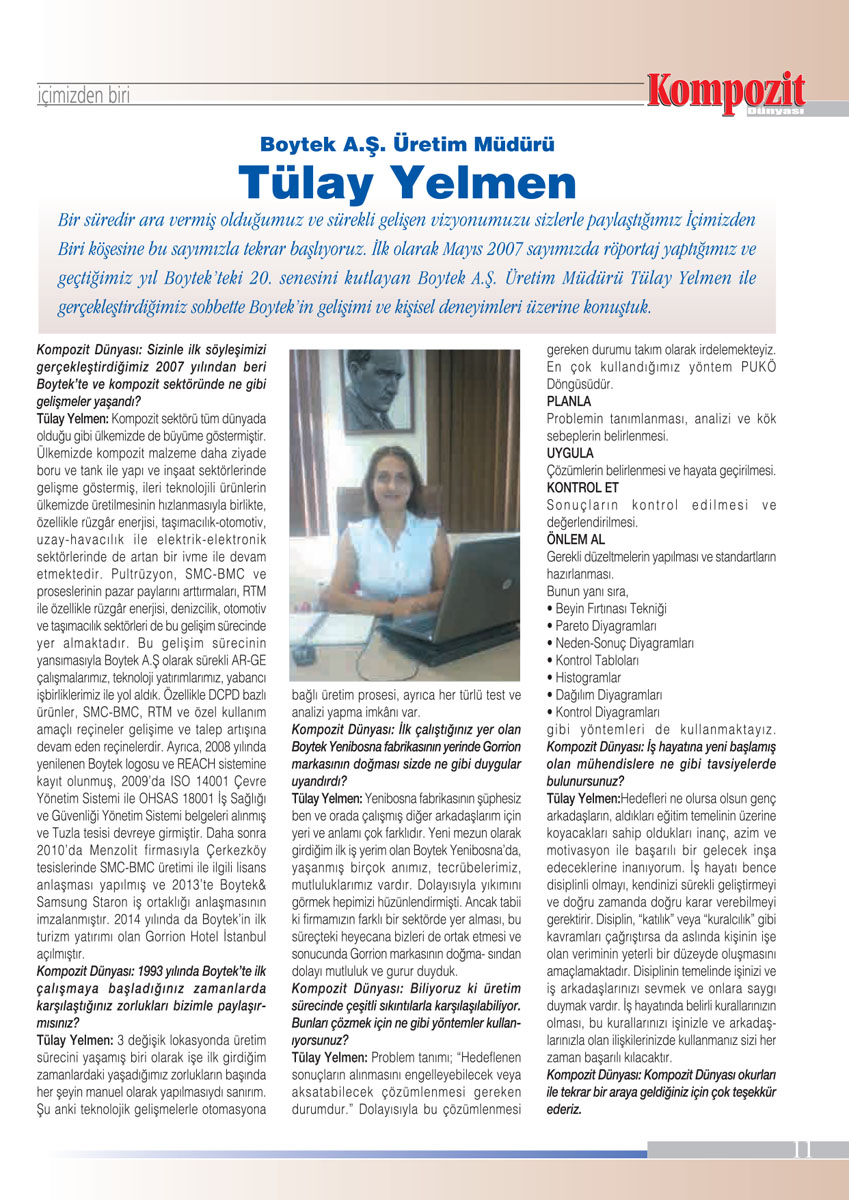 içimizden biri
Kompozit
Dünyası
Boytek A.Ş. Üretim Müdürü
Tülay Yelmen
Bir süredir ara vermiş olduğumuz ve sürekli gelişen vizyonumuzu sizlerle paylaştığımız İçimizden
Biri köşesine bu sayımızla tekrar başlıyoruz. İlk olarak Mayıs 2007 sayımızda röportaj yaptığımız ve
geçtiğimiz yıl Boytek’teki 20. senesini kutlayan Boytek A.Ş. Üretim Müdürü Tülay Yelmen ile
gerçekleştirdiğimiz sohbette Boytek’in gelişimi ve kişisel deneyimleri üzerine konuştuk.
Kompozit Dünyası: Sizinle ilk söyleşimizi
gerçekleştirdiğimiz 2007 yılından beri
Boytek’te ve kompozit sektöründe ne gibi
gelişmeler yaşandı?
Tülay Yelmen: Kompozit sektörü tüm dünyada
olduğu gibi ülkemizde de büyüme göstermiştir.
Ülkemizde kompozit malzeme daha ziyade
boru ve tank ile yapı ve inşaat sektörlerinde
gelişme göstermiş, ileri teknolojili ürünlerin
ülkemizde üretilmesinin hızlanmasıyla birlikte,
özellikle rüzgâr enerjisi, taşımacılık-otomotiv,
uzay-havacılık ile elektrik-elektronik
sektörlerinde de artan bir ivme ile devam
etmektedir. Pultrüzyon, SMC-BMC ve
proseslerinin pazar paylarını arttırmaları, RTM
ile özellikle rüzgâr enerjisi, denizcilik, otomotiv
ve taşımacılık sektörleri de bu gelişim sürecinde
yer almaktadır. Bu gelişim sürecinin
yansımasıyla Boytek A.Ş olarak sürekli AR-GE
çalışmalarımız, teknoloji yatırımlarımız, yabancı
işbirliklerimiz ile yol aldık. Özellikle DCPD bazlı
ürünler, SMC-BMC, RTM ve özel kullanım
amaçlı reçineler gelişime ve talep artışına
devam eden reçinelerdir. Ayrıca, 2008 yılında
yenilenen Boytek logosu ve REACH sistemine
kayıt olunmuş, 2009’da ISO 14001 Çevre
Yönetim Sistemi ile OHSAS 18001 İş Sağlığı
ve Güvenliği Yönetim Sistemi belgeleri alınmış
ve Tuzla tesisi devreye girmiştir. Daha sonra
2010’da Menzolit firmasıyla Çerkezköy
tesislerinde SMC-BMC üretimi ile ilgili lisans
anlaşması yapılmış ve 2013’te Boytek&
Samsung Staron iş ortaklığı anlaşmasının
imzalanmıştır. 2014 yılında da Boytek’in ilk
turizm yatırımı olan Gorrion Hotel İstanbul
açılmıştır.
Kompozit Dünyası: 1993 yılında Boytek’te ilk
çalışmaya başladığınız zamanlarda
karşılaştığınız zorlukları bizimle paylaşır-
mısınız?
Tülay Yelmen: 3 değişik lokasyonda üretim
sürecini yaşamış biri olarak işe ilk girdiğim
zamanlardaki yaşadığımız zorlukların başında
her şeyin manuel olarak yapılmasıydı sanırım.
Şu anki teknolojik gelişmelerle otomasyona
bağlı üretim prosesi, ayrıca her türlü test ve
analizi yapma imkânı var.
Kompozit Dünyası: İlk çalıştığınız yer olan
Boytek Yenibosna fabrikasının yerinde Gorrion
markasının doğması sizde ne gibi duygular
uyandırdı?
Tülay Yelmen: Yenibosna fabrikasının şüphesiz
ben ve orada çalışmış diğer arkadaşlarım için
yeri ve anlamı çok farklıdır. Yeni mezun olarak
girdiğim ilk iş yerim olan Boytek Yenibosna’da,
yaşanmış birçok anımız, tecrübelerimiz,
mutluluklarımız vardır. Dolayısıyla yıkımını
görmek hepimizi hüzünlendirmişti. Ancak tabii
ki firmamızın farklı bir sektörde yer alması, bu
süreçteki heyecana bizleri de ortak etmesi ve
sonucunda Gorrion markasının doğma- sından
dolayı mutluluk ve gurur duyduk.
Kompozit Dünyası: Biliyoruz ki üretim
sürecinde çeşitli sıkıntılarla karşılaşılabiliyor.
Bunları çözmek için ne gibi yöntemler kullan-
ıyorsunuz?
Tülay Yelmen: Problem tanımı; “Hedeflenen
sonuçların alınmasını engelleyebilecek veya
aksatabilecek çözümlenmesi gereken
durumdur.” Dolayısıyla bu çözümlenmesi
gereken durumu takım olarak irdelemekteyiz.
En çok kullandığımız yöntem PUKÖ
Döngüsüdür.
PLANLA
Problemin tanımlanması, analizi ve kök
sebeplerin belirlenmesi.
UYGULA
Çözümlerin belirlenmesi ve hayata geçirilmesi.
KONTROL ET
Sonuçların kontrol edilmesi ve
değerlendirilmesi.
ÖNLEM AL
Gerekli düzeltmelerin yapılması ve standartların
hazırlanması.
Bunun yanı sıra,
• Beyin Fırtınası Tekniği
• Pareto Diyagramları
• Neden-Sonuç Diyagramları
• Kontrol Tabloları
• Histogramlar
• Dağılım Diyagramları
• Kontrol Diyagramları
gibi yöntemleri de kullanmaktayız.
Kompozit Dünyası: İş hayatına yeni başlamış
olan mühendislere ne gibi tavsiyelerde
bulunursunuz?
Tülay Yelmen:Hedefleri ne olursa olsun genç
arkadaşların, aldıkları eğitim temelinin üzerine
koyacakları sahip oldukları inanç, azim ve
motivasyon ile başarılı bir gelecek inşa
edeceklerine inanıyorum. İş hayatı bence
disiplinli olmayı, kendinizi sürekli geliştirmeyi
ve doğru zamanda doğru karar verebilmeyi
gerektirir. Disiplin, “katılık” veya “kuralcılık” gibi
kavramları çağrıştırsa da aslında kişinin işe
olan veriminin yeterli bir düzeyde oluşmasını
amaçlamaktadır. Disiplinin temelinde işinizi ve
iş arkadaşlarınızı sevmek ve onlara saygı
duymak vardır. İş hayatında belirli kurallarınızın
olması, bu kurallarınızı işinizle ve arkadaş-
larınızla olan ilişkilerinizde kullanmanız sizi her
zaman başarılı kılacaktır.
Kompozit Dünyası: Kompozit Dünyası okurları
ile tekrar bir araya geldiğiniz için çok teşekkür
ederiz.
11